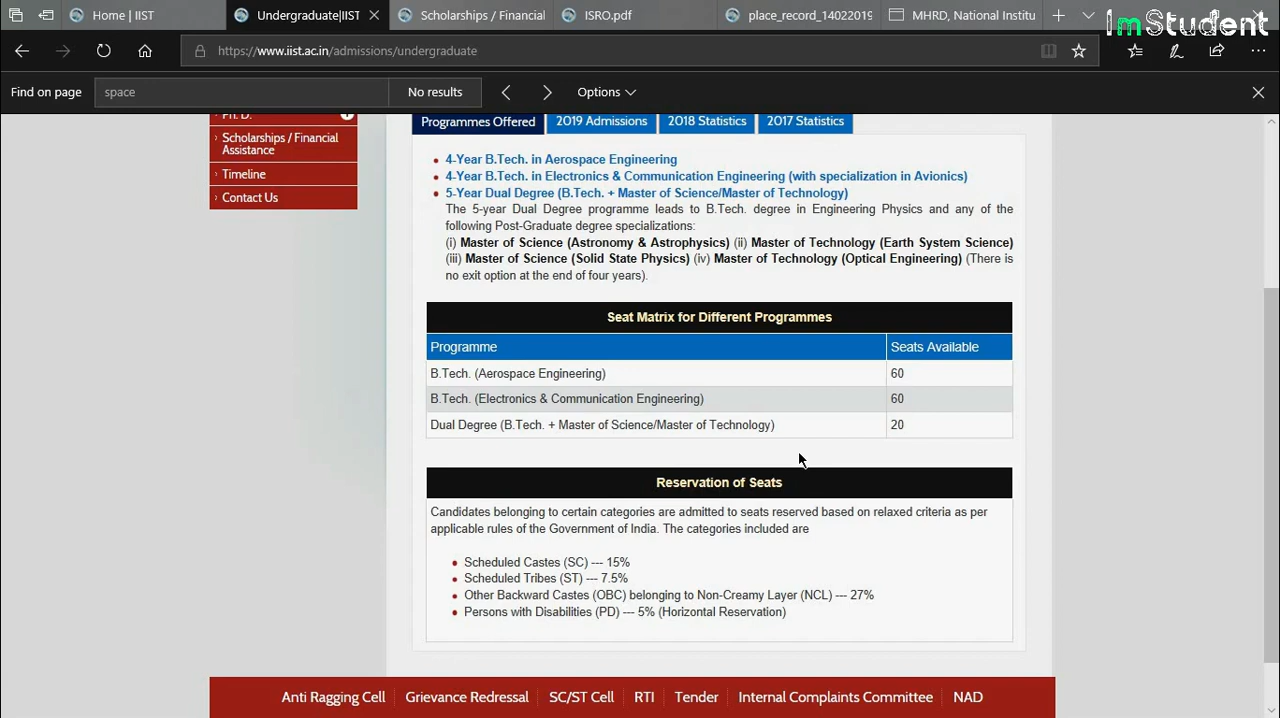 Home | IIST
Undergraduate|IIST
Scholarships / Financial
ISRO.pdf
place_record_14022019
MHRD, National Institu
1mStudent
https://www.iist.ac.in/admissions/undergraduate
Find on page
space
No results
Options
Ph. D.
Scholarships / Financial
Assistance
Timeline
Contact Us
Programmes Offered
2019 Admissions
2018 Statistics
2017 Statistics
4-Year B.Tech. in Aerospace Engineering
4-Year B.Tech. in Electronics & Communication Engineering (with specialization in Avionics)
5-Year Dual Degree (B.Tech. + Master of Science/Master of Technology)
The 5-year Dual Degree programme leads to B.Tech. degree in Engineering Physics and any of the
following Post-Graduate degree specializations:
(i) Master of Science (Astronomy & Astrophysics) (ii) Master of Technology (Earth System Science)
(iii) Master of Science (Solid State Physics) (iv) Master of Technology (Optical Engineering) (There is
no exit option at the end of four years).
Seat Matrix for Different Programmes
Programme Seats Available
B.Tech. (Aerospace Engineering) 60
B.Tech. (Electronics & Communication Engineering) 60
Dual Degree (B.Tech. + Master of Science/Master of Technology) 20
Reservation of Seats
Candidates belonging to certain categories are admitted to seats reserved based on relaxed criteria as per
applicable rules of the Government of India. The categories included are
Scheduled Castes (SC) --- 15%
Scheduled Tribes (ST) --- 7.5%
Other Backward Castes (OBC) belonging to Non-Creamy Layer (NCL) --- 27%
Persons with Disabilities (PD) --- 5% (Horizontal Reservation)
Anti Ragging Cell
Grievance Redressal
SC/ST Cell
RTI
Tender
Internal Complaints Committee
NAD